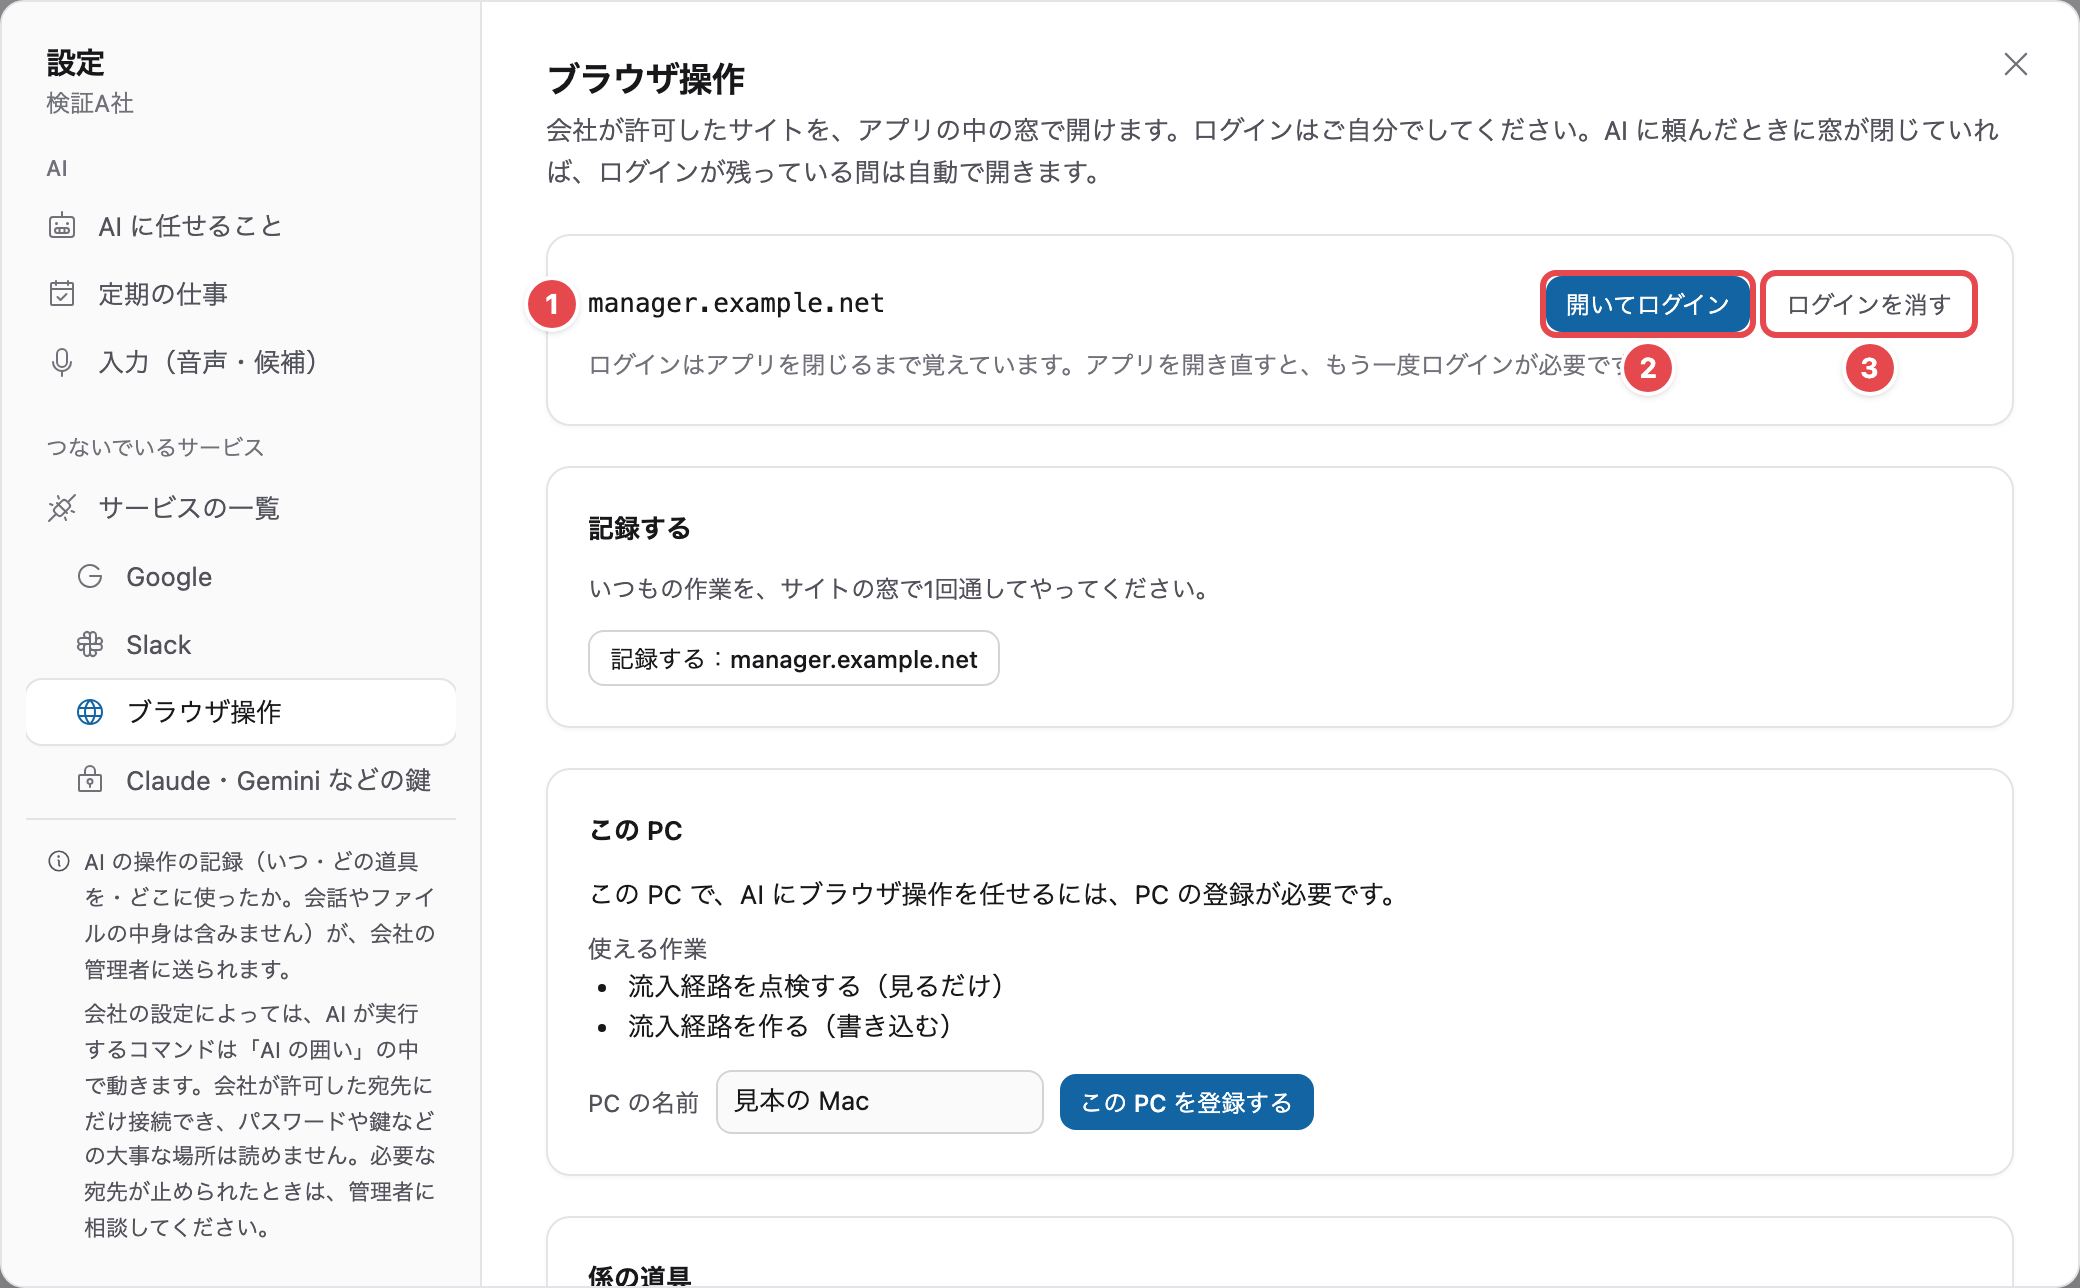 設定
検証A社
AI
AI に任せること
定期の仕事
入力（音声・候補）
つないでいるサービス
サービスの一覧
Google
Slack
ブラウザ操作
Claude・Gemini などの鍵
AI の操作の記録（いつ・どの道具
を・どこに使ったか。会話やファイ
ルの中身は含みません）が、会社の
管理者に送られます。
会社の設定によっては、AI が実行
するコマンドは「AI の囲い」の中
で動きます。会社が許可した宛先に
だけ接続でき、パスワードや鍵など
の大事な場所は読めません。必要な
宛先が止められたときは、管理者に
相談してください。
ブラウザ操作
会社が許可したサイトを、アプリの中の窓で開けます。ログインはご自分でしてください。AI に頼んだときに窓が閉じていれ
ば、ログインが残っている間は自動で開きます。
1
manager.example.net
開いてログイン
ログインを消す
ログインはアプリを閉じるまで覚えています。アプリを開き直すと、もう一度ログインが必要です
2
3
記録する
いつもの作業を、サイトの窓で1回通してやってください。
記録する：manager.example.net
この PC
この PC で、AI にブラウザ操作を任せるには、PC の登録が必要です。
使える作業
• 流入経路を点検する（見るだけ）
• 流入経路を作る（書き込む）
PC の名前
見本の Mac
この PC を登録する
係の道具